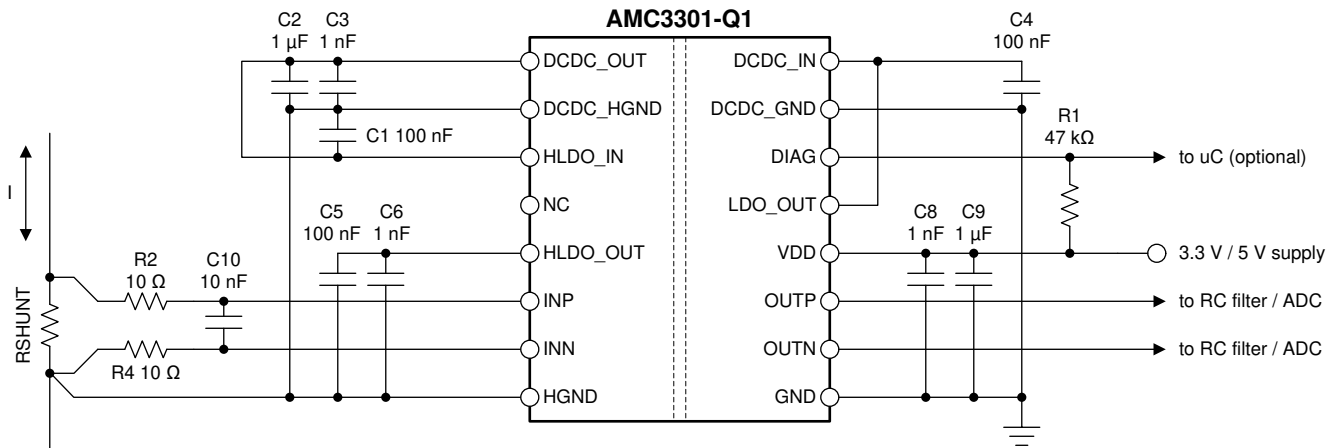 AMC3301-Q1
C2
1 µF
C3
1 nF
C4
100 nF
DCDC_OUT
DCDC_IN
DCDC_HGND
DCDC_GND
C1 100 nF
R1
47 kΩ
HLDO_IN
DIAG
to uC (optional)
I
NC
LDO_OUT
C5
100 nF
C6
1 nF
C8
1 nF
C9
1 µF
HLDO_OUT
VDD
3.3 V / 5 V supply
R2
10 Ω
C10
10 nF
INP
OUTP
to RC filter / ADC
RSHUNT
INN
OUTN
to RC filter / ADC
R4 10 Ω
HGND
GND